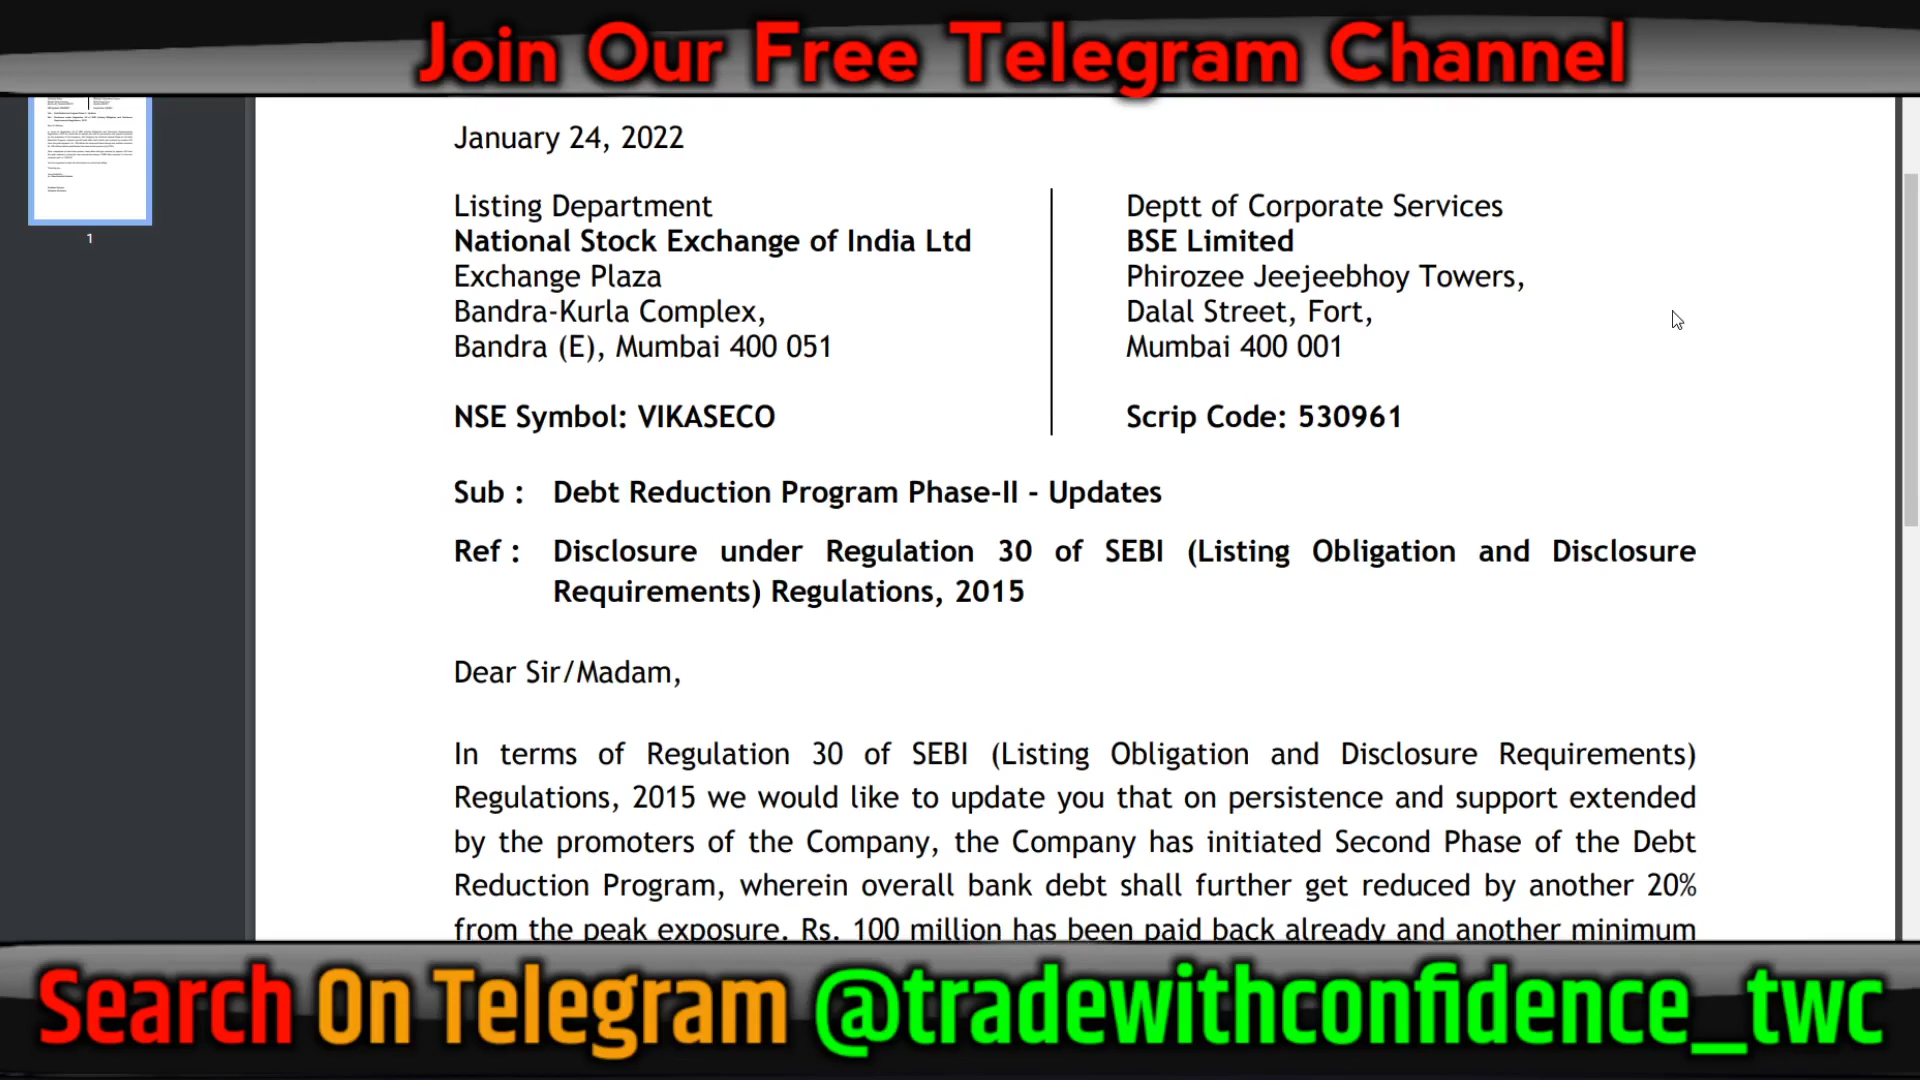 Join Our Free Telegram Channel
January 24, 2022
Listing Department
National Stock Exchange of India Ltd
Exchange Plaza
Bandra-Kurla Complex,
Bandra (E), Mumbai 400 051
NSE Symbol: VIKASECO
Deptt of Corporate Services
BSE Limited
Phirozee Jeejeebhoy Towers,
Dalal Street, Fort,
Mumbai 400 001
Scrip Code: 530961
Sub : Debt Reduction Program Phase-II - Updates
Ref : Disclosure under Regulation 30 of SEBI (Listing Obligation and Disclosure
Requirements) Regulations, 2015
Dear Sir/Madam,
In terms of Regulation 30 of SEBI (Listing Obligation and Disclosure Requirements)
Regulations, 2015 we would like to update you that on persistence and support extended
by the promoters of the Company, the Company has initiated Second Phase of the Debt
Reduction Program, wherein overall bank debt shall further get reduced by another 20%
from the peak exposure. Rs. 100 million has been paid back already and another minimum
1
Search On Telegram @tradewithconfidence_twc